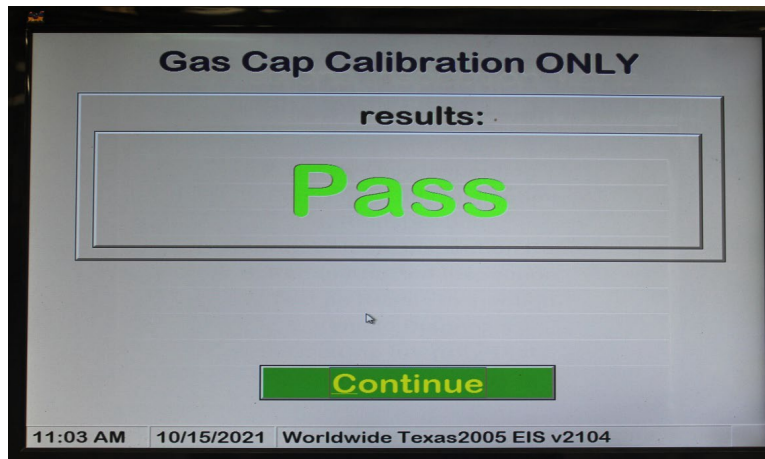 Gas Cap Calibration ONLY
results:
Pass
Continue
11:03 AM 10/15/2021 Worldwide Texas2005 EIS v2104